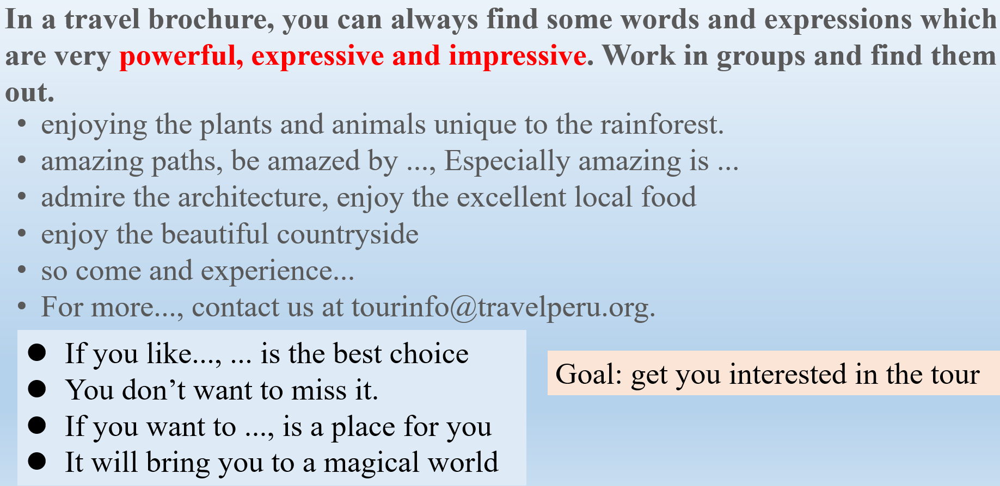 In a travel brochure, you can always find some words and expressions which
are very powerful, expressive and impressive. Work in groups and find them
out.
• enjoying the plants and animals unique to the rainforest.
• amazing paths, be amazed by ..., Especially amazing is ...
• admire the architecture, enjoy the excellent local food
• enjoy the beautiful countryside
• so come and experience...
• For more..., contact us at tourinfo@travelperu.org.
● If you like..., ... is the best choice
● You don’t want to miss it.
● If you want to ..., is a place for you
● It will bring you to a magical world
Goal: get you interested in the tour